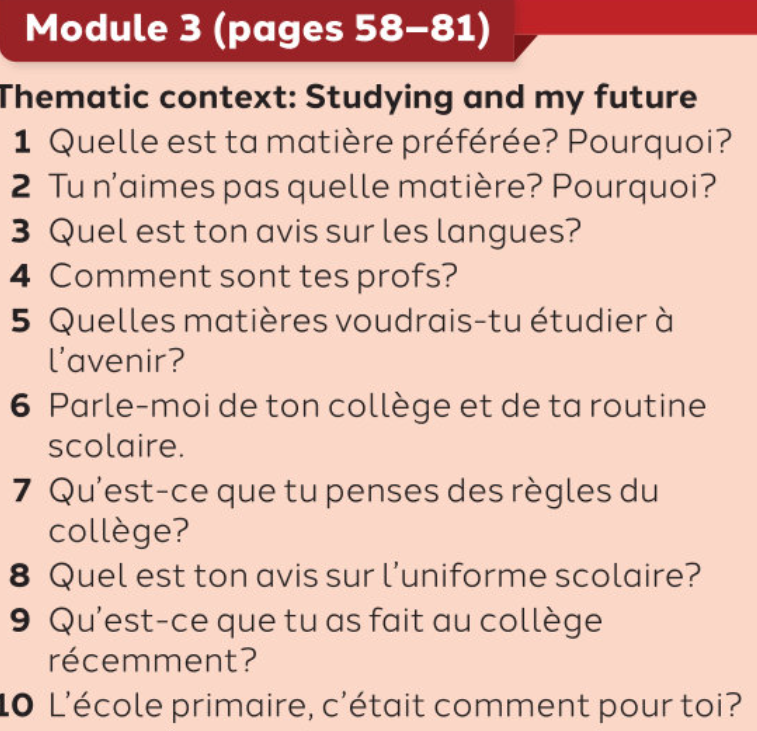 Module 3 (pages 58–81)
Thematic context: Studying and my future
1 Quelle est ta matière préférée? Pourquoi?
2 Tu n'aimes pas quelle matière? Pourquoi?
3 Quel est ton avis sur les langues?
4 Comment sont tes profs?
5 Quelles matières voudrais-tu étudier à
l'avenir?
6 Parle-moi de ton collège et de ta routine
scolaire.
7 Qu'est-ce que tu penses des règles du
collège?
8 Quel est ton avis sur l'uniforme scolaire?
9 Qu'est-ce que tu as fait au collège
récemment?
10 L'école primaire, c'était comment pour toi?